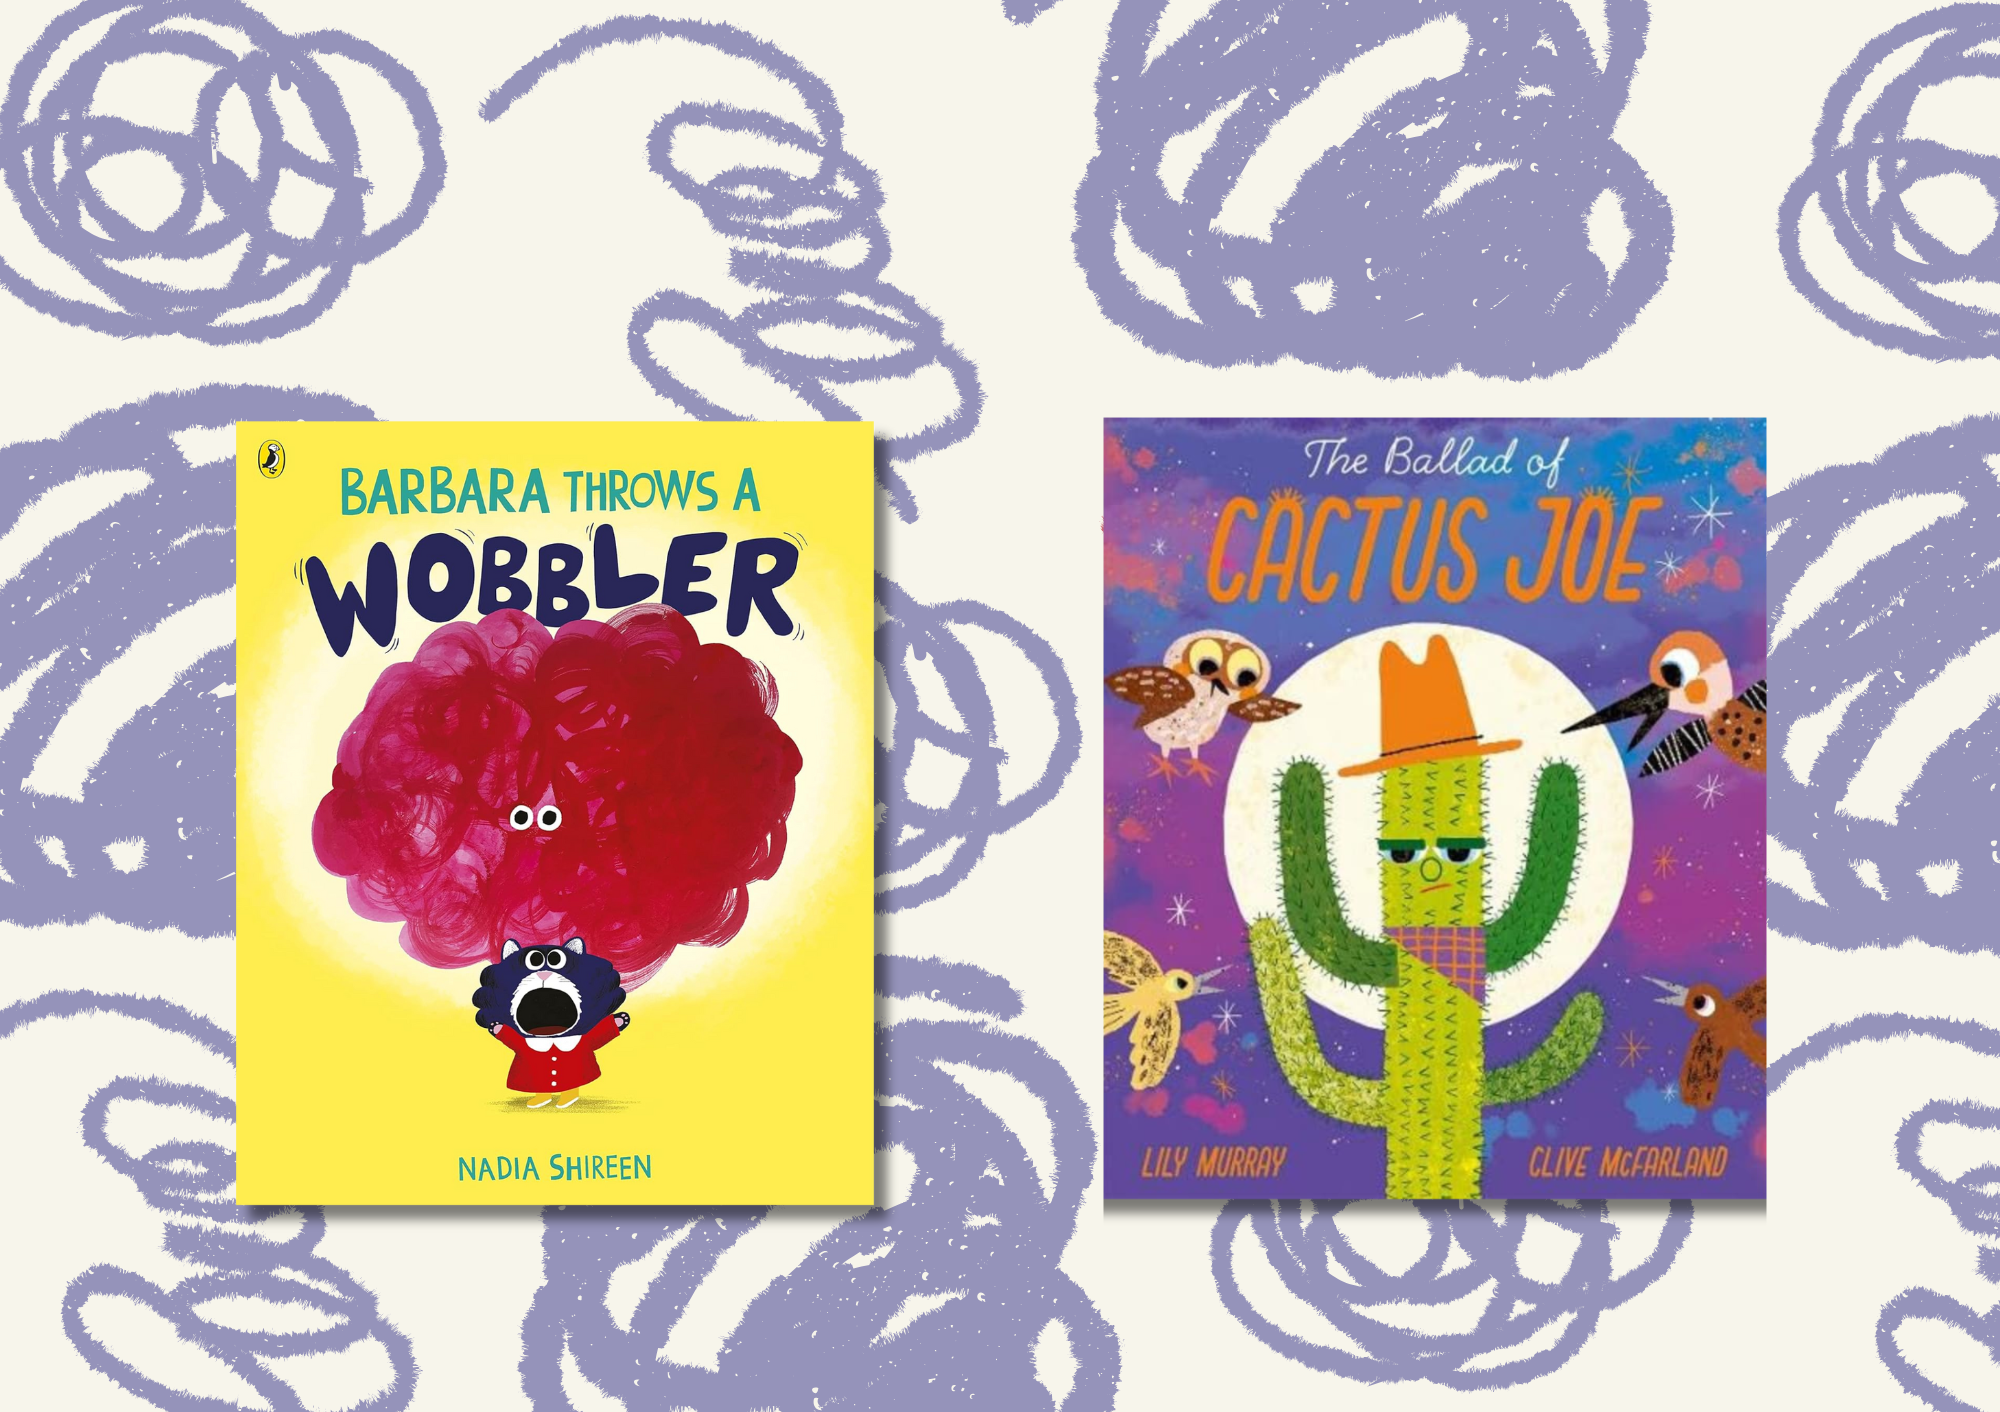 BARBARA THROWS A
WOBBLER
NADIA SHIREEN
The Ballad of
CACTUS JOE
LILY MURRAY
CLIVE McFARLAND